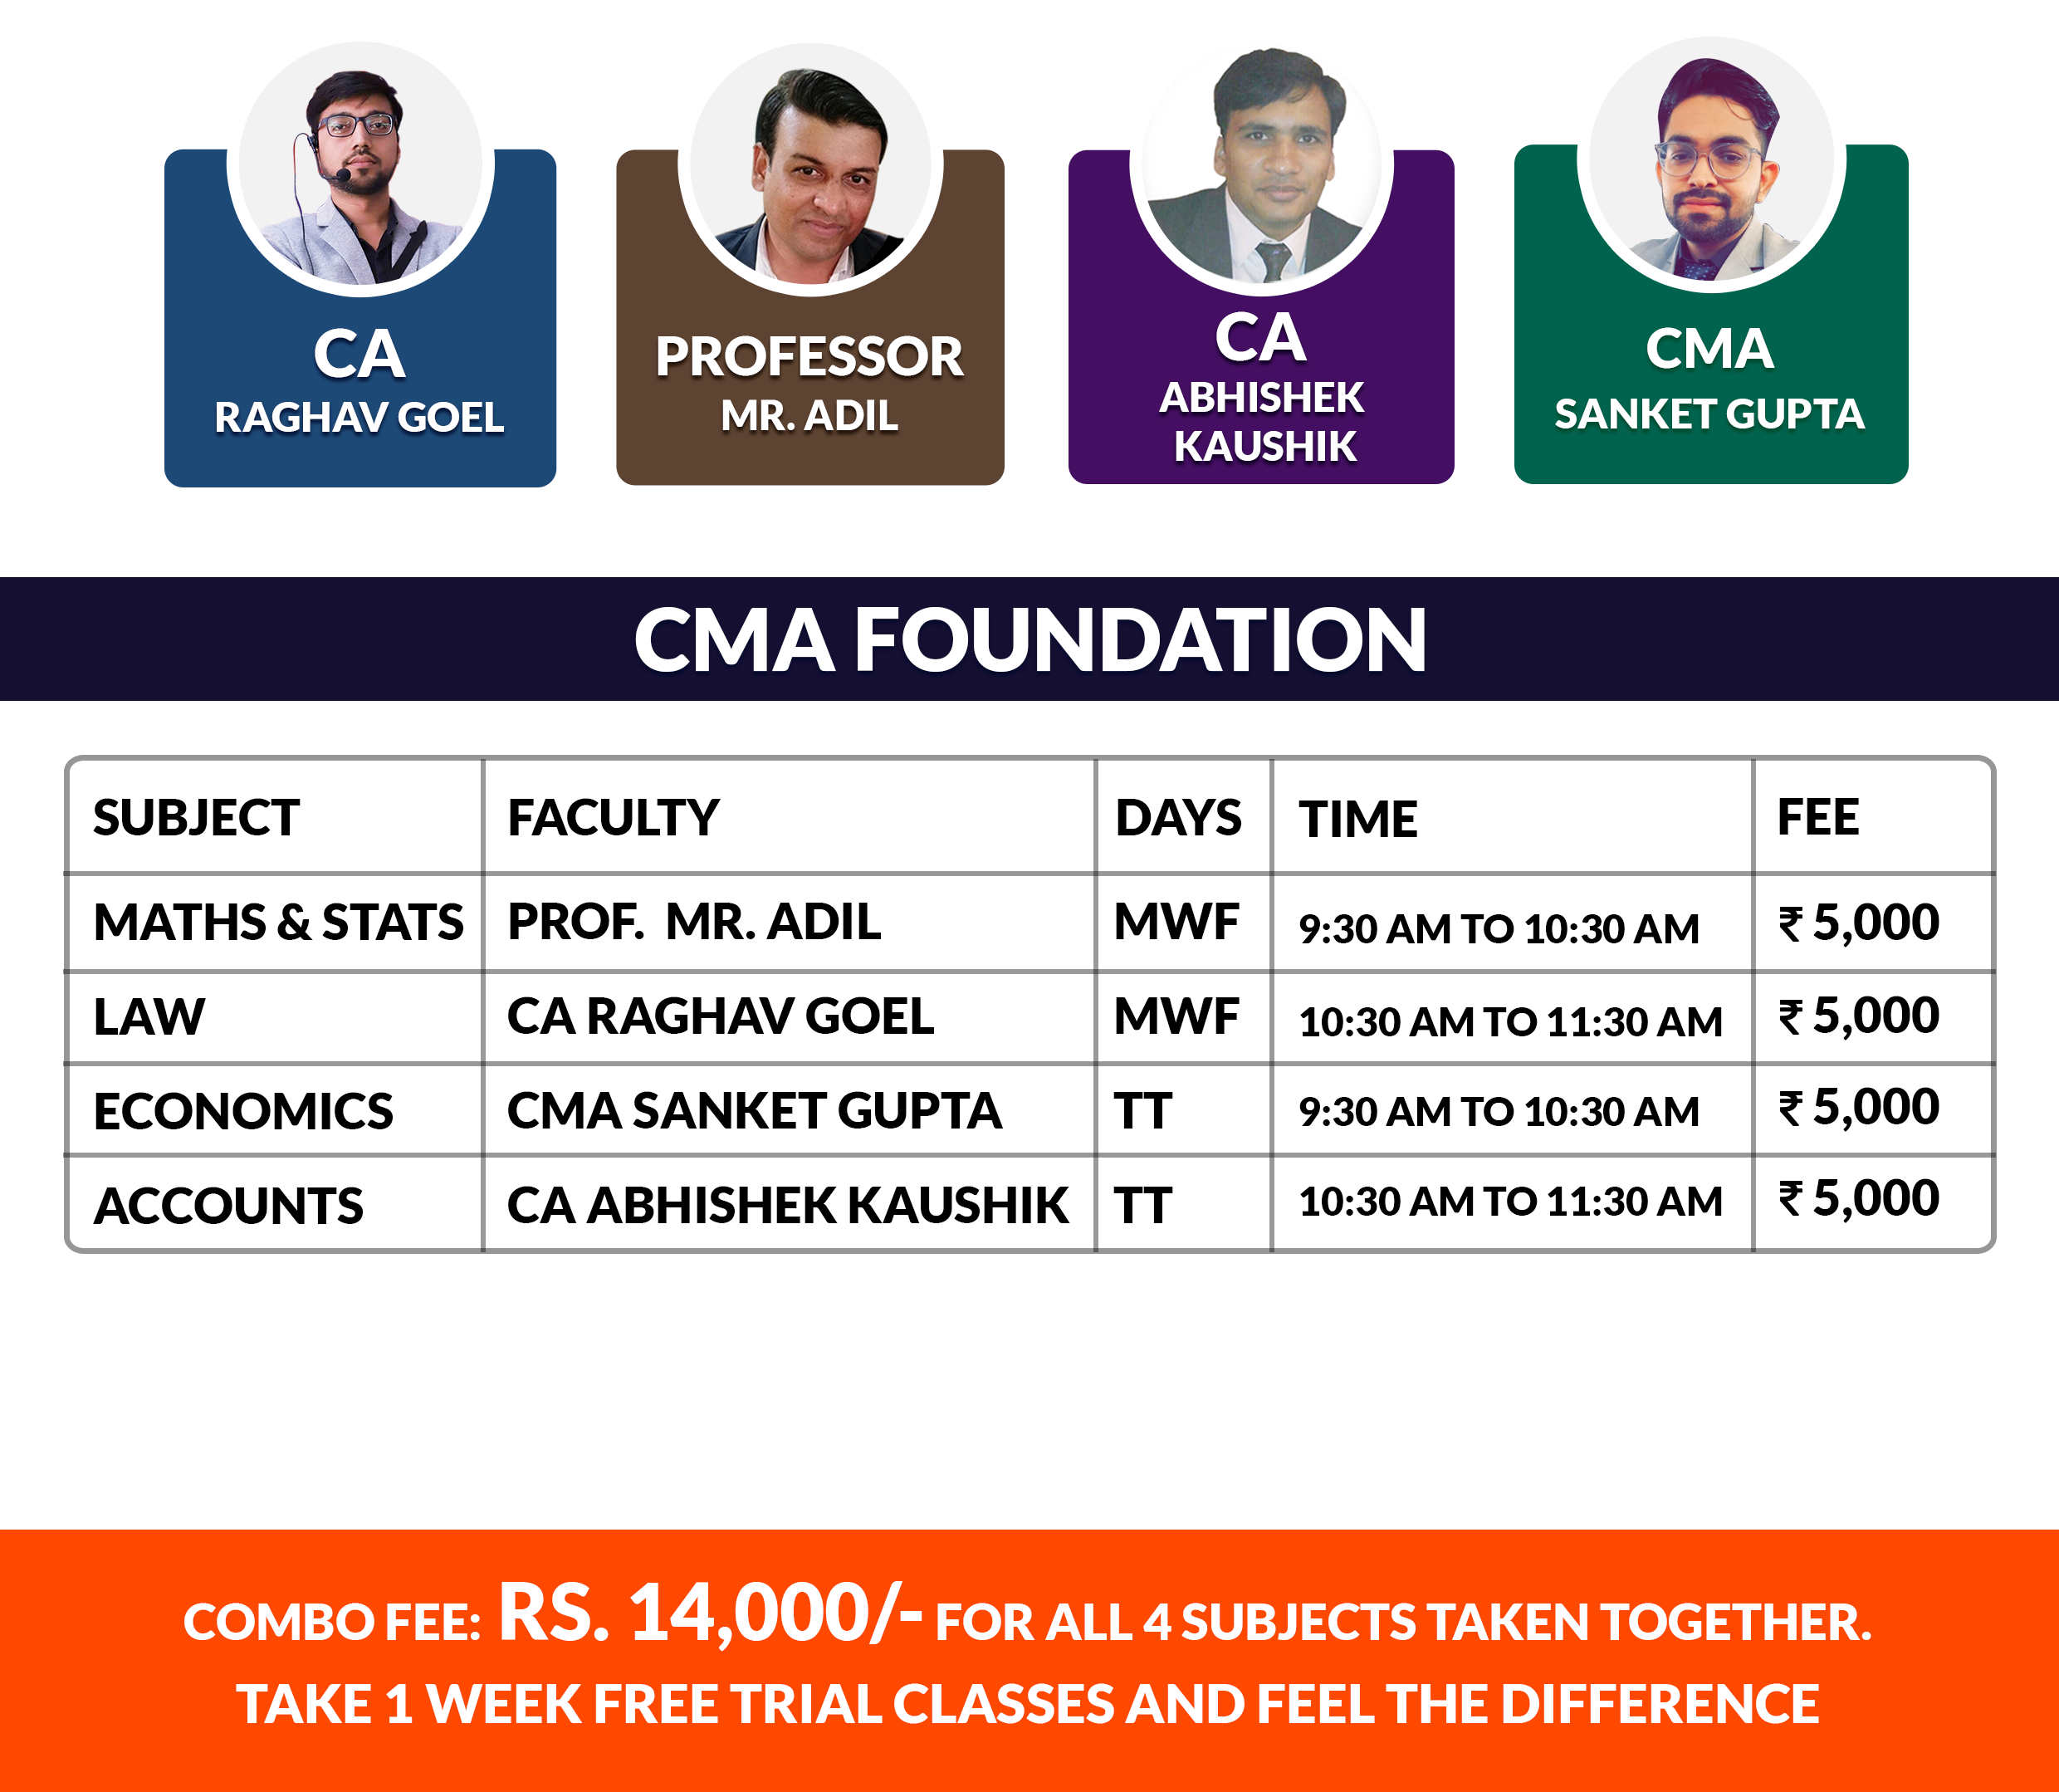 CA
RAGHAV GOEL
PROFESSOR
MR. ADIL
CA
ABHISHEK
KAUSHIK
CMA
SANKET GUPTA
CMA FOUNDATION
SUBJECT FACULTY DAYS TIME FEE
MATHS & STATS PROF. MR. ADIL MWF 9:30 AM TO 10:30 AM ₹ 5,000
LAW CA RAGHAV GOEL MWF 10:30 AM TO 11:30 AM ₹ 5,000
ECONOMICS CMA SANKET GUPTA TT 9:30 AM TO 10:30 AM ₹ 5,000
ACCOUNTS CA ABHISHEK KAUSHIK TT 10:30 AM TO 11:30 AM ₹ 5,000
COMBO FEE: RS. 14,000/- FOR ALL 4 SUBJECTS TAKEN TOGETHER.
TAKE 1 WEEK FREE TRIAL CLASSES AND FEEL THE DIFFERENCE